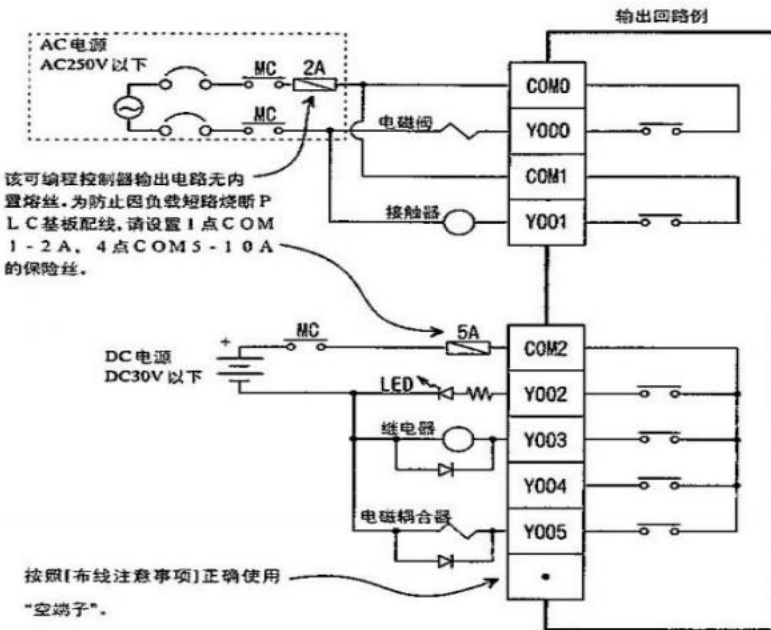 输出回路例
AC电源
AC250V以下
MC
2A
MC
COM0
电磁阀
Y000
COM1
接触器
Y001
该可编程控制器输出电路无内
置熔丝.为防止因负载短路烧断P
LC基板配线,请设置1点COM
1-2A、4点COM5-10A
的保险丝。
+
MC
5A
COM2
DC电源
DC30V以下
LED
Y002
继电器
Y003
Y004
电磁耦合器
Y005
按照[布线注意事项]正确使用
“空端子”。